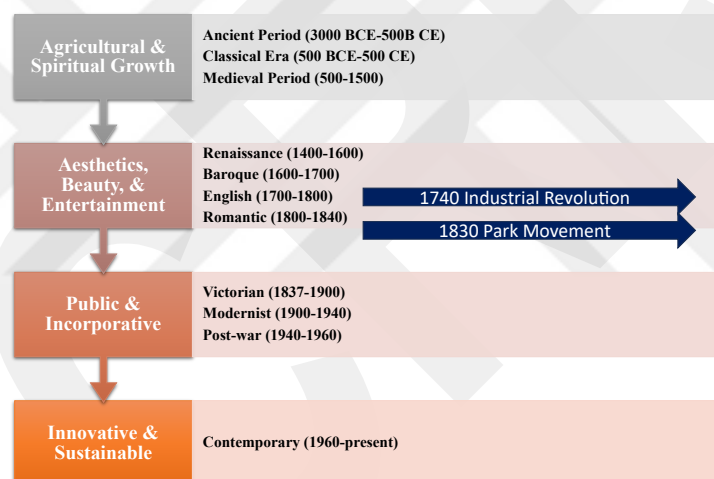 Agricultural &
Spiritual Growth
Ancient Period (3000 BCE-500B CE)
Classical Era (500 BCE-500 CE)
Medieval Period (500-1500)
Aesthetics,
Beauty, &
Entertainment
Renaissance (1400-1600)
Baroque (1600-1700)
English (1700-1800)
Romantic (1800-1840)
1740 Industrial Revolution
1830 Park Movement
Public &
Incorporative
Victorian (1837-1900)
Modernist (1900-1940)
Post-war (1940-1960)
Innovative &
Sustainable
Contemporary (1960-present)